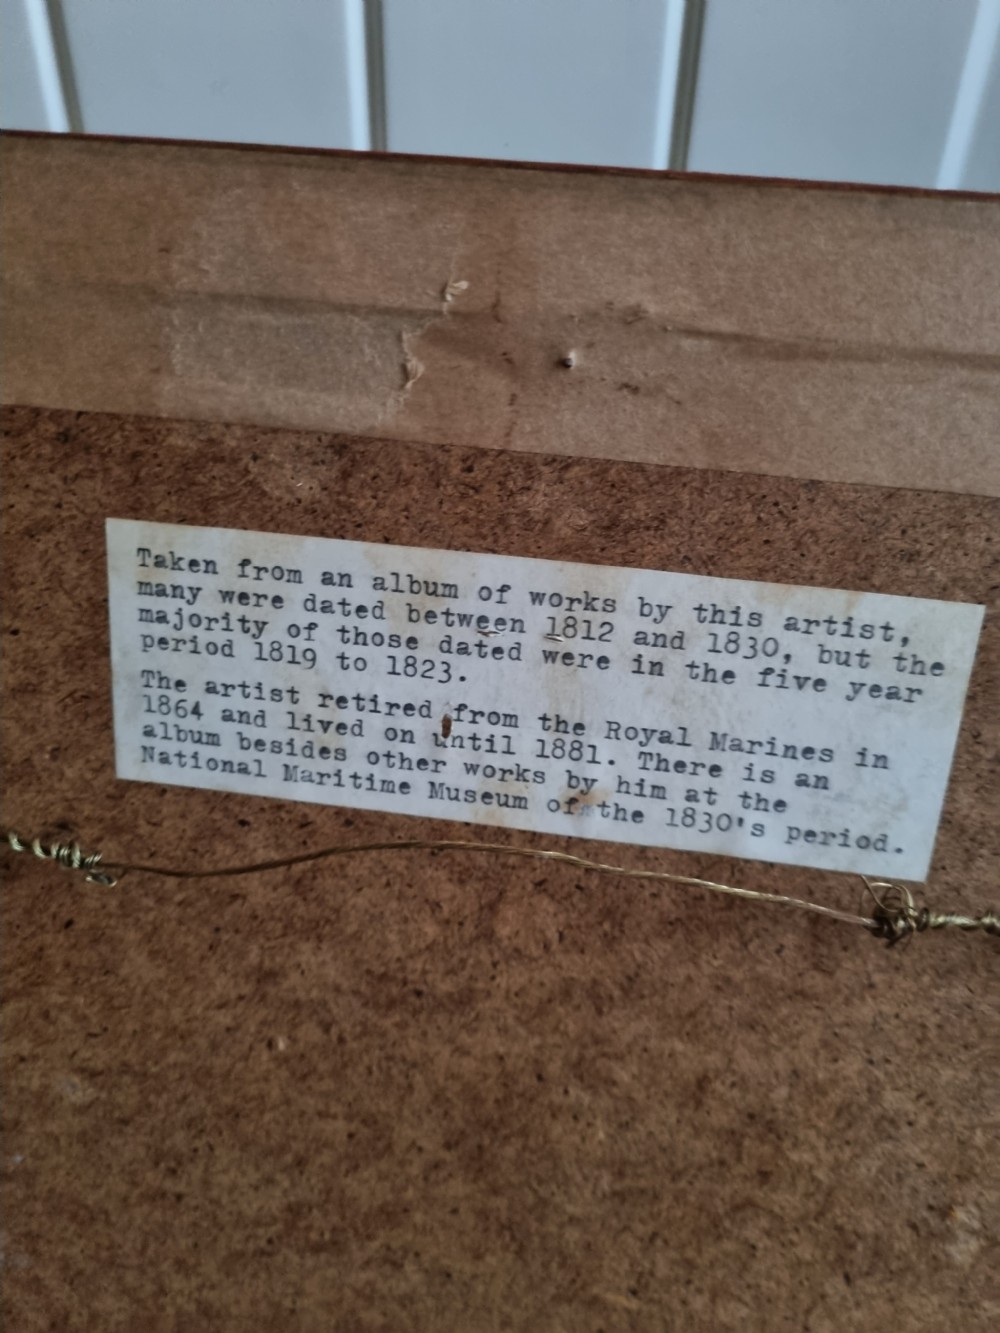 Taken from an album of works by this artist,
many were dated between 1812 and 1830, but the
majority of those dated were in the five year
period 1819 to 1823.
The artist retired from the Royal Marines in
1864 and lived on until 1881. There is an
album besides other works by him at the
National Maritime Museum of the 1830's period.